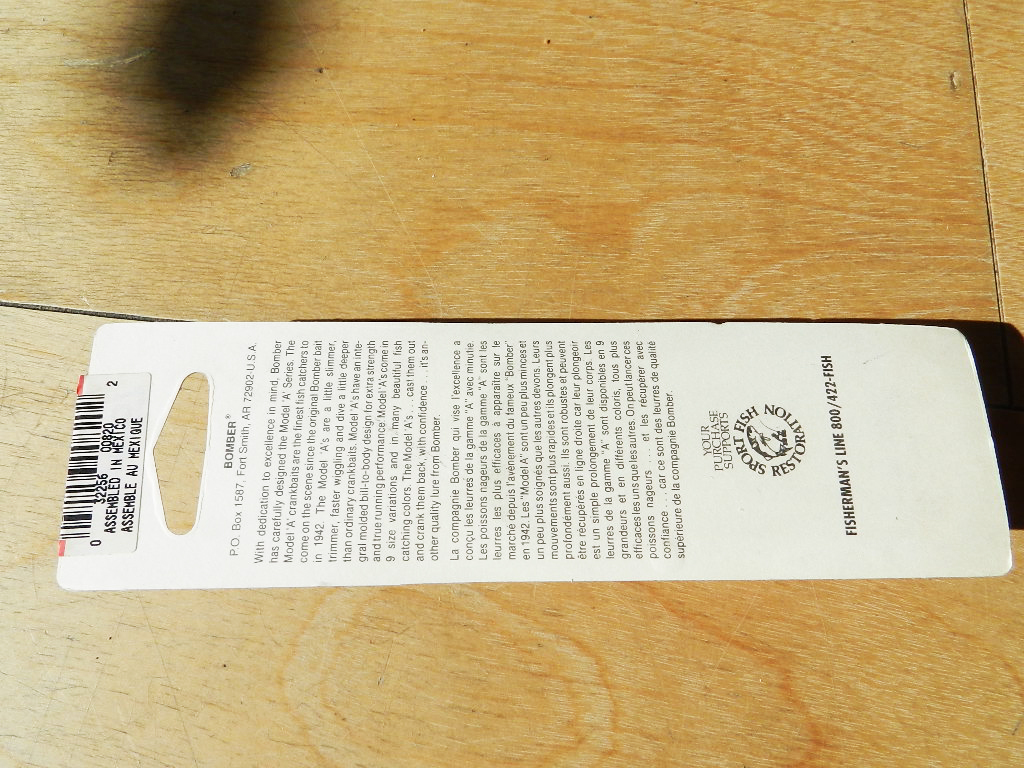 0 32256 00820 2
ASSEMBLED IN MEXICO
ASSEMBLE AU MEXIQUE
BOMBER®
P.O. Box 1587, Fort Smith, AR 72902-U.S.A.
With dedication to excellence in mind, Bomber
has carefully designed the Model 'A' Series. The
Model 'A' crankbaits are the finest fish catchers to
come on the scene since the original Bomber bait
in 1942. The Model 'A's are a little slimmer,
trimmer, faster wiggling and dive a little deeper
than ordinary crankbaits. Model 'A's have an inte-
gral molded bill-to-body design for extra strength
and true running performance. Model 'A's come in
9 size variations and in many beautiful fish
catching colors. The Model 'A's . . . cast them out
and crank them back with confidence . . . it's an-
other quality lure from Bomber.
La compagnie Bomber qui vise l'excellence a
conçu les leurres de la gamme "A" avec minutie.
Les poissons nageurs de la gamme "A" sont les
leurres les plus efficaces à apparaître sur le
marché depuis l'avènement du fameux "Bomber"
en 1942. Les "Model A" sont un peu plus minces et
un peu plus soignés que les autres devons. Leurs
mouvements sont plus rapides et ils plongent plus
profondément aussi. Ils sont robustes et peuvent
être récupérés en ligne droite car leur plongeoir
est un simple prolongement de leur corps. Les
leurres de la gamme "A" sont disponibles en 9
grandeurs et en différents coloris, tous plus
efficaces les uns que les autres. On peut lancer ces
poissons nageurs . . . et les récupérer avec
confiance . . . car ce sont des leurres de qualité
supérieure de la compagnie Bomber.
YOUR
PURCHASE
SUPPORTS
SPORT FISH
RESTORATION
FISHERMAN'S LINE 800/422-FISH